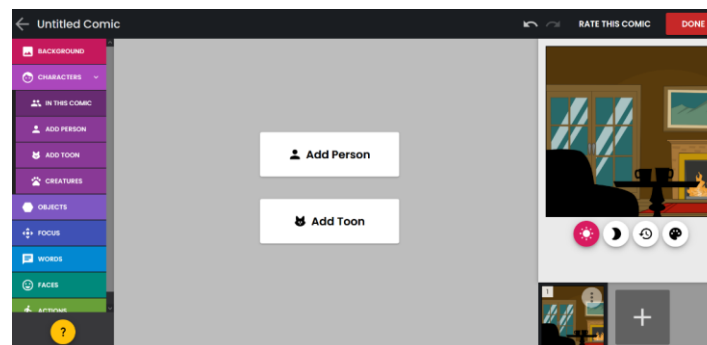 Untitled Comic
RATE THIS COMIC
DONE
BACKGROUND
CHARACTERS
IN THIS COMIC
ADD PERSON
ADD TOON
CREATURES
OBJECTS
FOCUS
WORDS
FACES
ACTIONS
?
Add Person
Add Toon
1